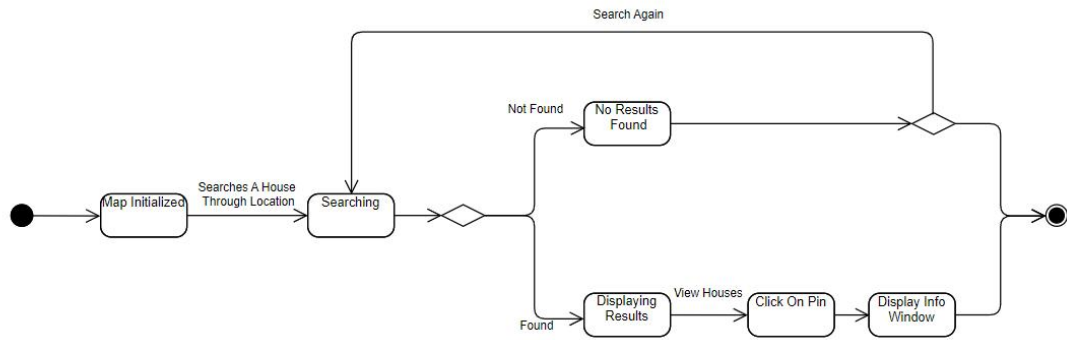 Search Again
Not Found
No Results
Found
Searches A House
Through Location
Map Initialized
Searching
Found
Displaying
Results
View Houses
Click On Pin
Display Info
Window